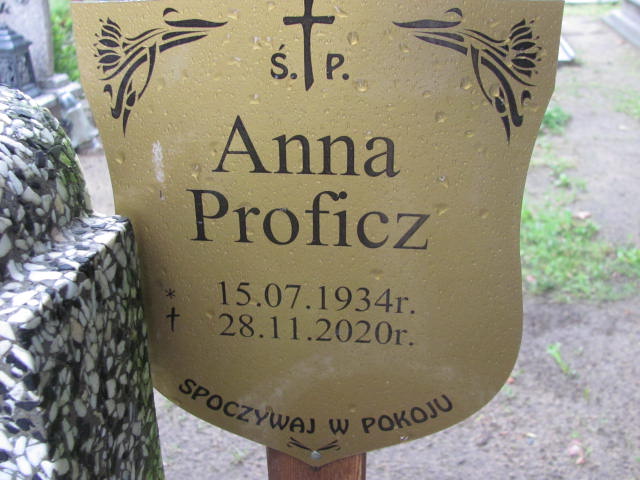 Ś. P.
Anna
Proficz
* 15.07.1934r.
† 28.11.2020r.
SPOCZYWAJ W POKOJU